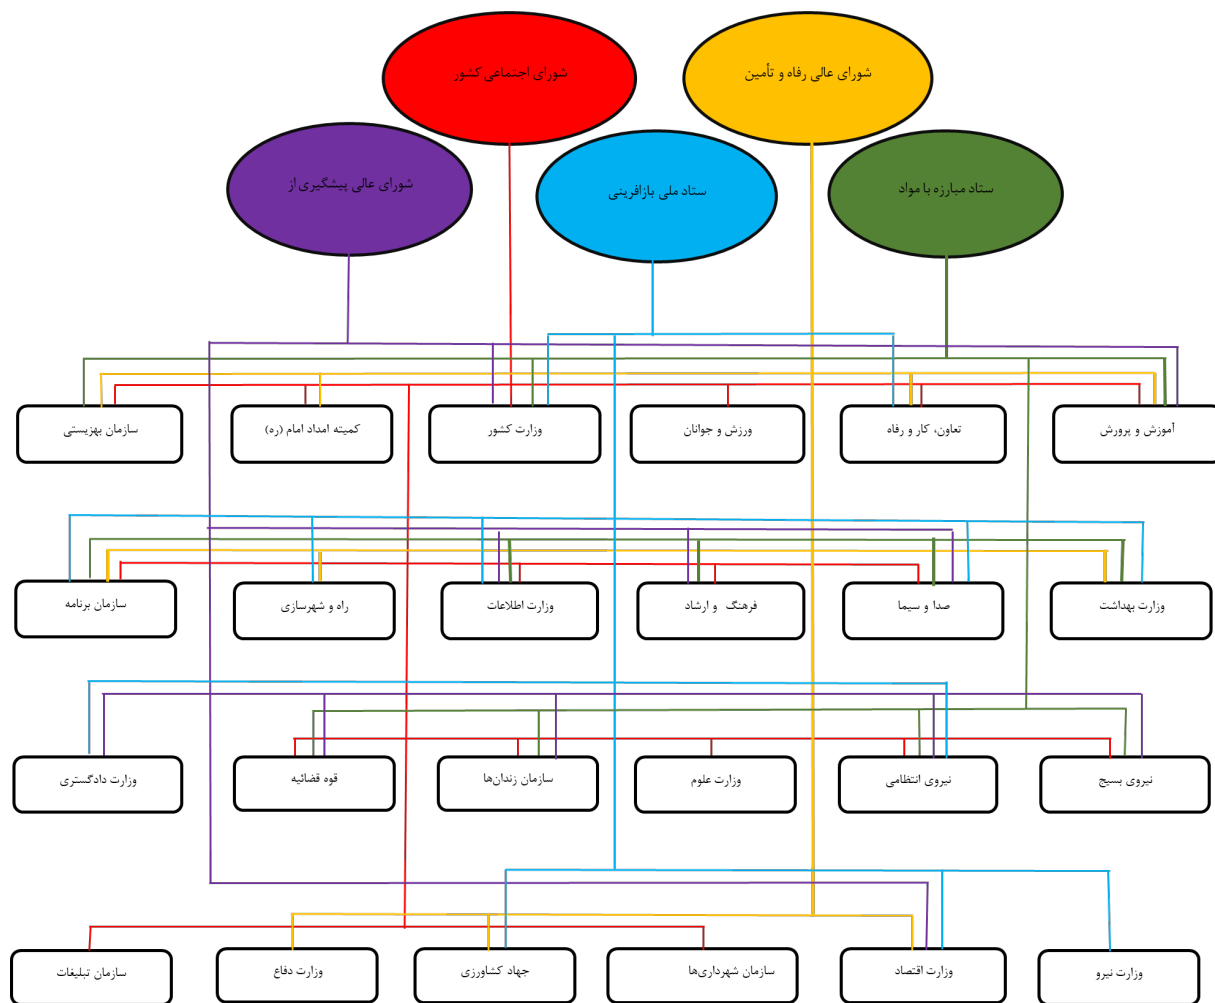 شورای عالی رفاه و تأمین
شورای اجتماعی کشور
ستاد مبارزه با مواد
ستاد ملی بازآفرینی
شورای عالی پیشگیری از
آموزش و پرورش
تعاون، کار و رفاه
ورزش و جوانان
وزارت کشور
کمیته امداد امام (ره)
سازمان بهزیستی
وزارت بهداشت
صدا و سیما
فرهنگ و ارشاد
وزارت اطلاعات
راه و شهرسازی
سازمان برنامه
نیروی بسیج
نیروی انتظامی
وزارت علوم
سازمان زندان‌ها
قوه قضائیه
وزارت دادگستری
وزارت نیرو
وزارت اقتصاد
سازمان شهرداری‌ها
جهاد کشاورزی
وزارت دفاع
سازمان تبلیغات